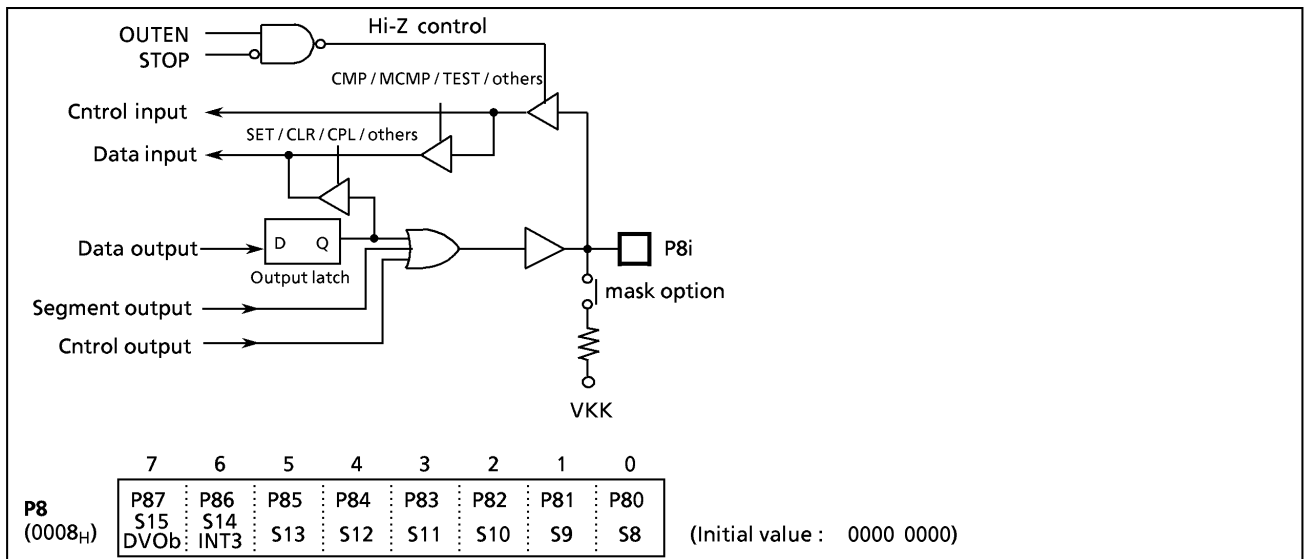 OUTEN
STOP
Hi-Z control
CMP / MCMP / TEST / others
Cntrol input
SET / CLR / CPL / others
Data input
Data output
D Q
Output latch
P8i
mask option
Segment output
Cntrol output
VKK
7 6 5 4 3 2 1 0
P8
(0008H)
P87 P86 P85 P84 P83 P82 P81 P80
S15 S14 S13 S12 S11 S10 S9 S8
DVOb INT3
(Initial value : 0000 0000)